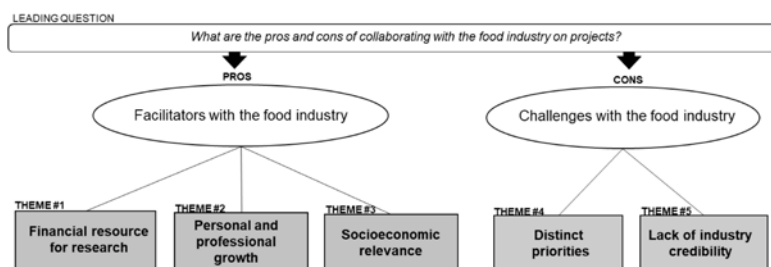 LEADING QUESTION
What are the pros and cons of collaborating with the food industry on projects?
PROS
CONS
Facilitators with the food industry
Challenges with the food industry
THEME #1
Financial resource
for research
THEME #2
Personal and
professional
growth
THEME #3
Socioeconomic
relevance
THEME #4
Distinct
priorities
THEME #5
Lack of industry
credibility